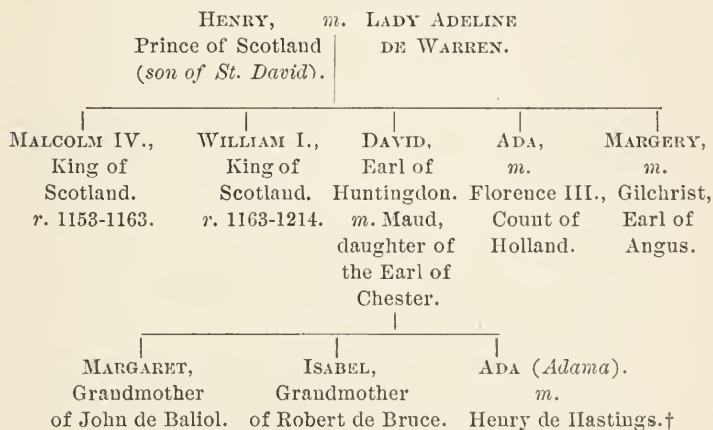 HENRY, m. LADY ADELINE
Prince of Scotland DE WARREN.
(son of St. David).
MALCOLM IV., WILLIAM I., DAVID, ADA, MARGERY,
King of King of Earl of m. m.
Scotland. Scotland. Huntingdon. Florence III., Gilchrist,
r. 1153-1163. r. 1163-1214. m. Maud, Count of Earl of
daughter of Holland. Angus.
the Earl of
Chester.
MARGARET, ISABEL, ADA (Adama).
Grandmother Grandmother m.
of John de Baliol. of Robert de Bruce. Henry de Hastings.†